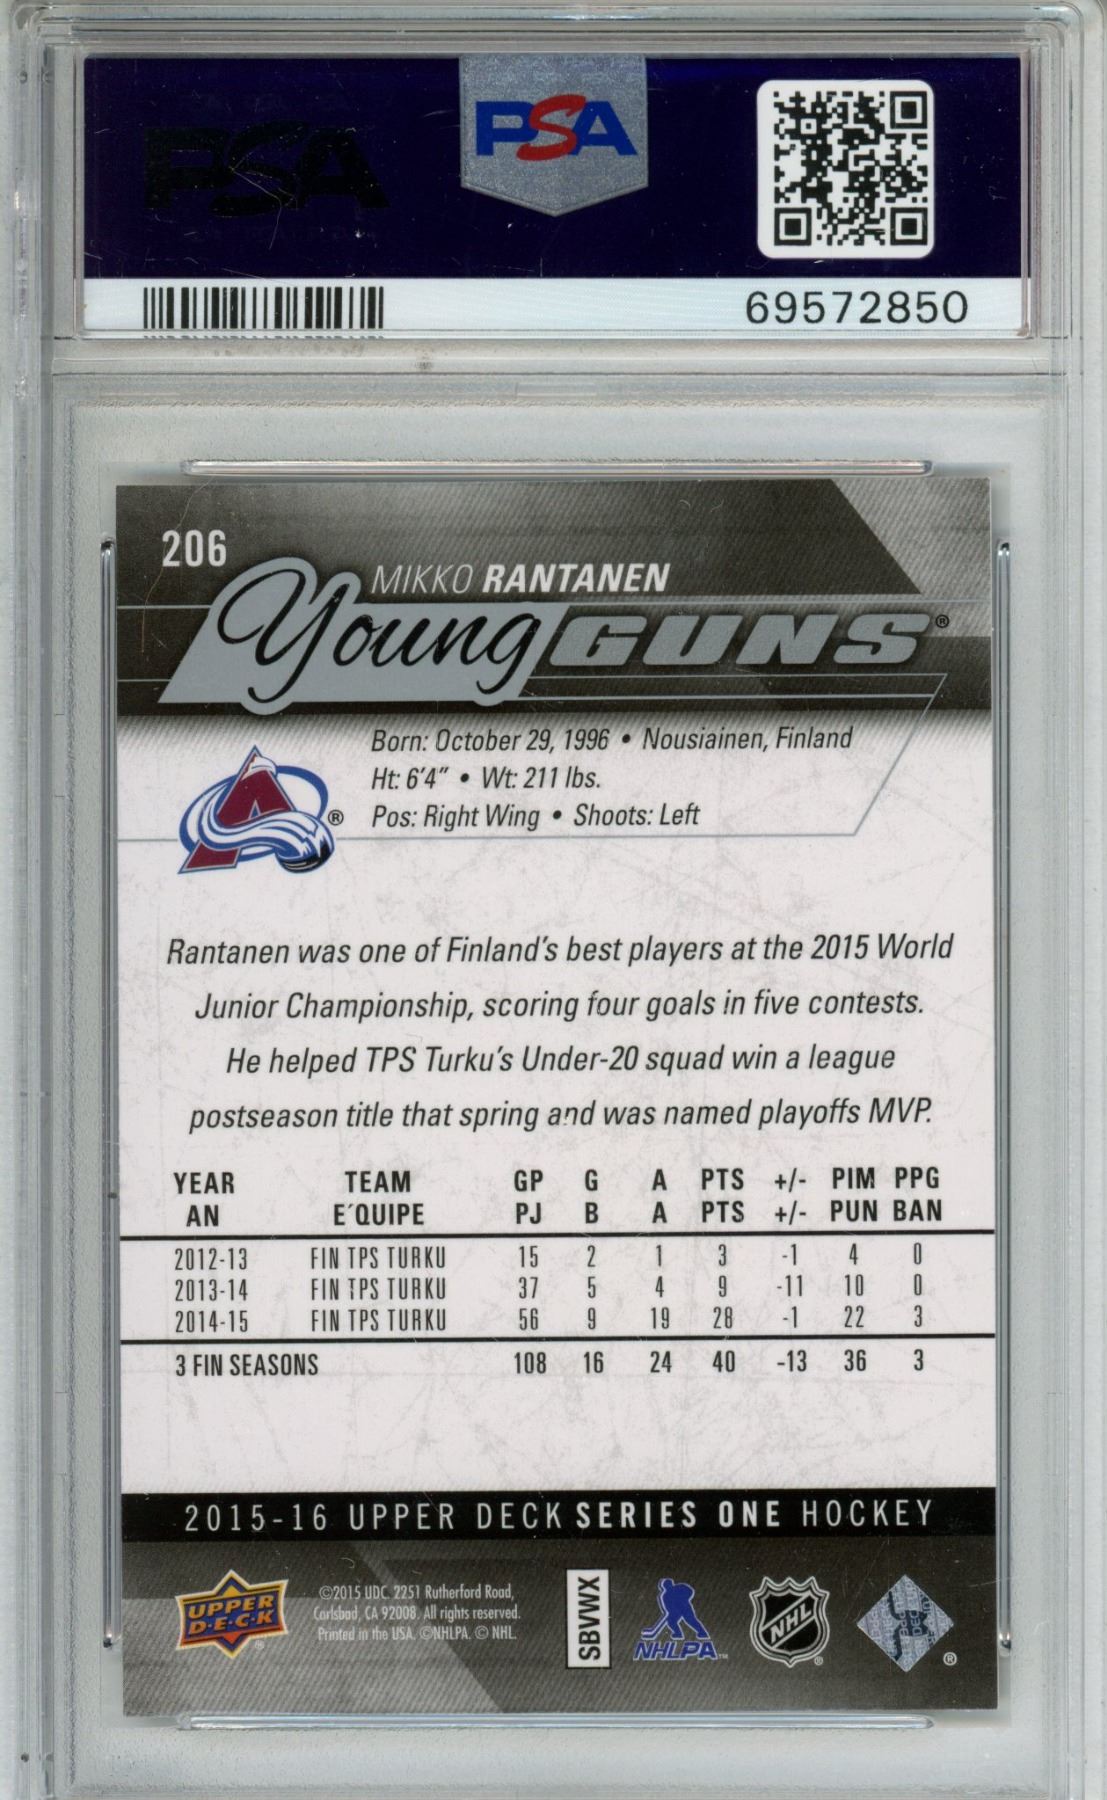 PSA
PSA
69572850
206
MIKKO RANTANEN
Young GUNS®
Born: October 29, 1996 • Nousiainen, Finland
Ht: 6'4" • Wt: 211 lbs.
®
Pos: Right Wing • Shoots: Left
Rantanen was one of Finland's best players at the 2015 World
Junior Championship, scoring four goals in five contests.
He helped TPS Turku's Under-20 squad win a league
postseason title that spring and was named playoffs MVP.
YEAR TEAM GP G A PTS +/- PIM PPG
AN E´QUIPE PJ B A PTS +/- PUN BAN
2012-13 FIN TPS TURKU 15 2 1 3 -1 4 0
2013-14 FIN TPS TURKU 37 5 4 9 -11 10 0
2014-15 FIN TPS TURKU 56 9 19 28 -1 22 3
3 FIN SEASONS 108 16 24 40 -13 36 3
2015-16 UPPER DECK SERIES ONE HOCKEY
UPPER
D·E·C·K
®
©2015 UDC. 2251 Rutherford Road,
Carlsbad, CA 92008. All rights reserved.
Printed in the USA. ©NHLPA. © NHL.
SBVWX
NHLPA™
NHL
®
®